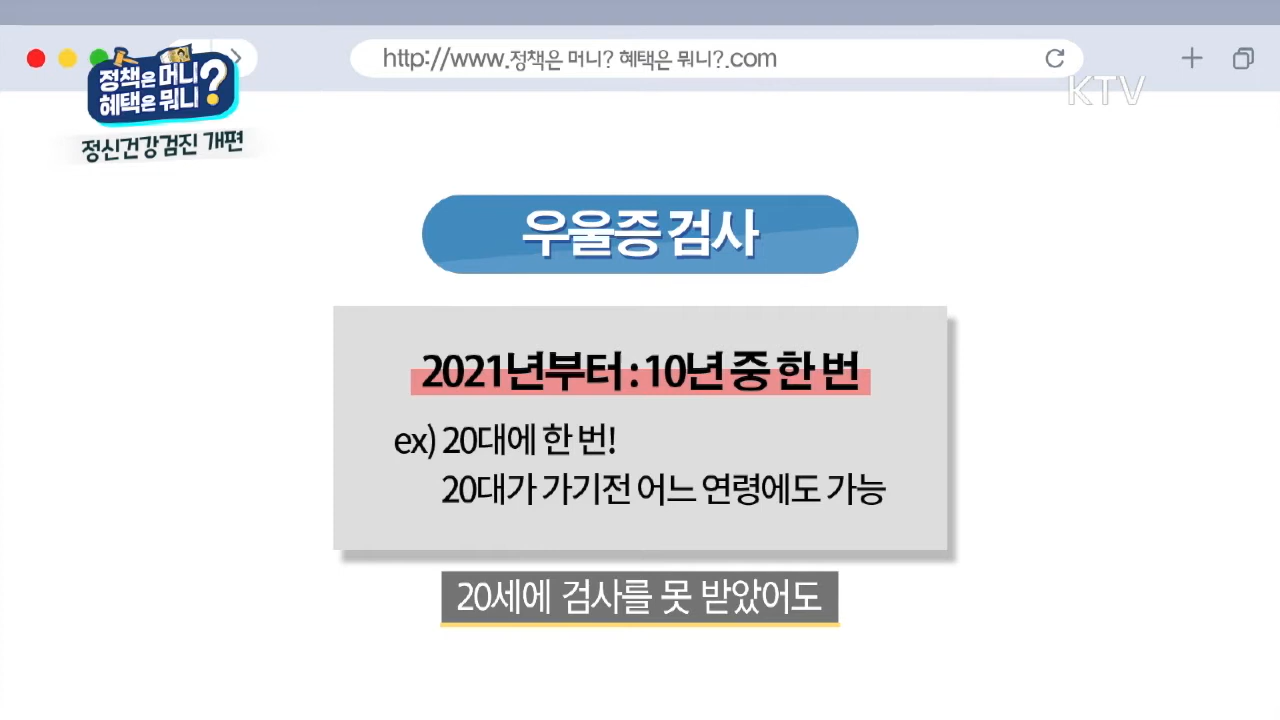 http://www.정책은 머니? 혜택은 뭐니?.com
KTV
정책은 머니
혜택은 뭐니?
정신건강검진 개편
우울증 검사
2021년부터 : 10년 중 한 번
ex) 20대에 한 번!
20대가 가기전 어느 연령에도 가능
20세에 검사를 못 받았어도